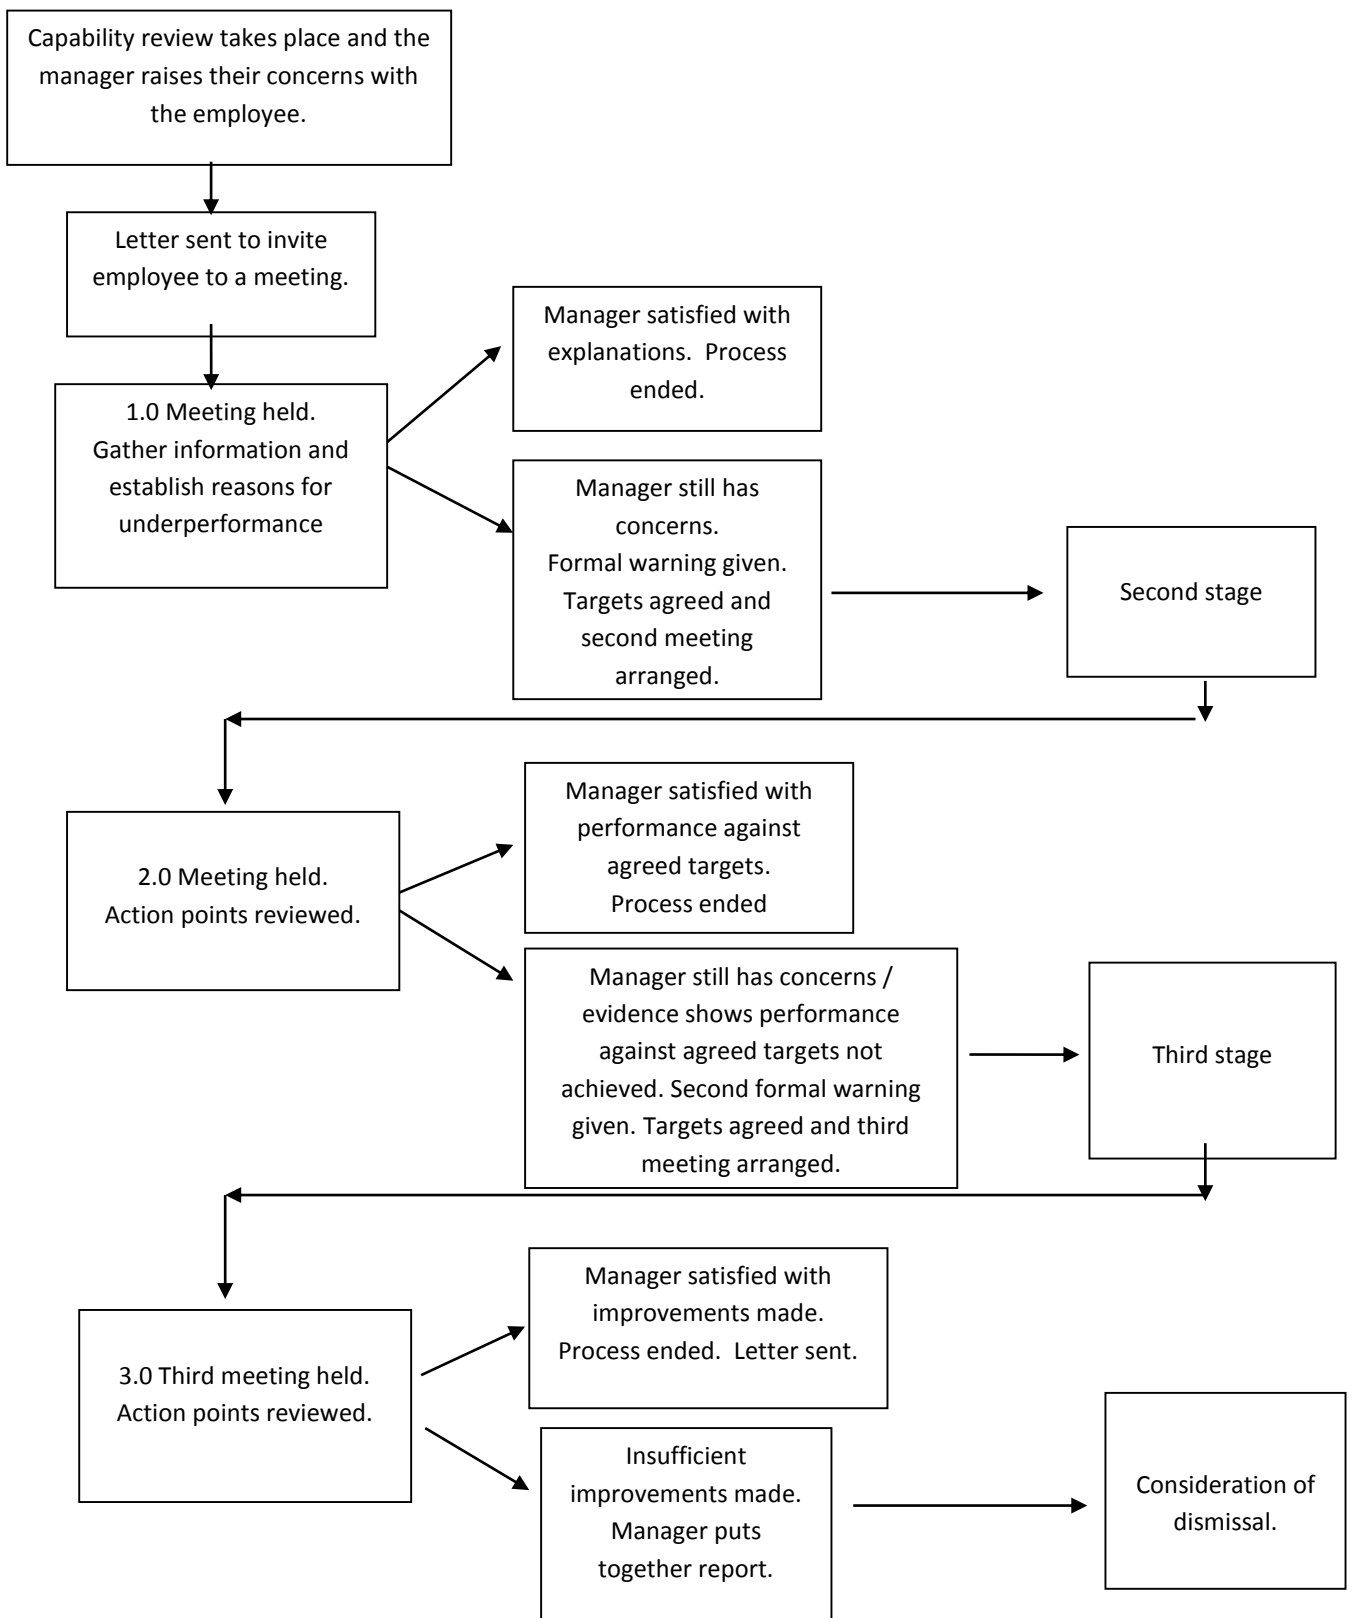 Capability review takes place and the
manager raises their concerns with
the employee.
Letter sent to invite
employee to a meeting.
Manager satisfied with
explanations.  Process
ended.
1.0 Meeting held.
Gather information and
establish reasons for
underperformance
Manager still has
concerns.
Formal warning given.
Targets agreed and
second meeting
arranged.
Second stage
Manager satisfied with
performance against
agreed targets.
Process ended
2.0 Meeting held.
Action points reviewed.
Manager still has concerns /
evidence shows performance
against agreed targets not
achieved. Second formal warning
given. Targets agreed and third
meeting arranged.
Third stage
Manager satisfied with
improvements made.
Process ended.  Letter sent.
3.0 Third meeting held.
Action points reviewed.
Insufficient
improvements made.
Manager puts
together report.
Consideration of
dismissal.